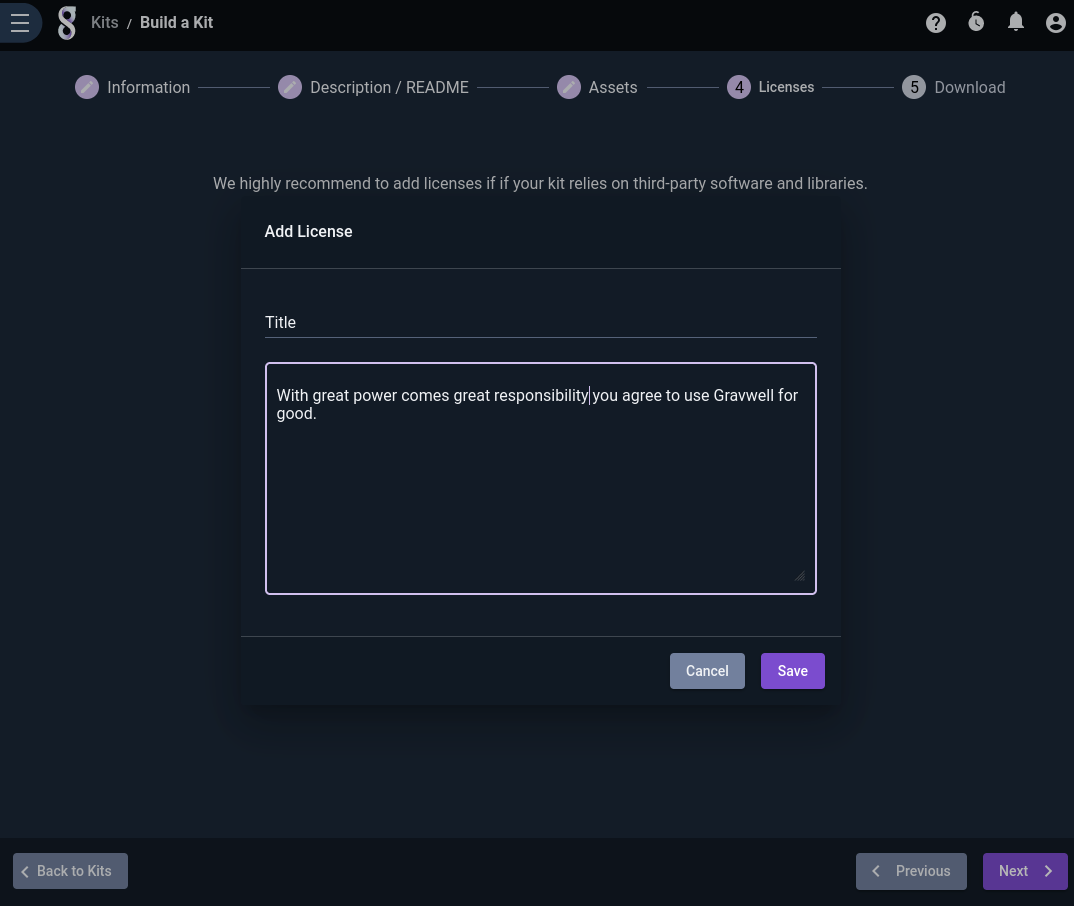 Kits / Build a Kit
Information
Description / README
Assets
4 Licenses
5 Download
We highly recommend to add licenses if if your kit relies on third-party software and libraries.
Add License
Title
With great power comes great responsibility you agree to use Gravwell for
good.
Cancel
Save
Back to Kits
Previous
Next